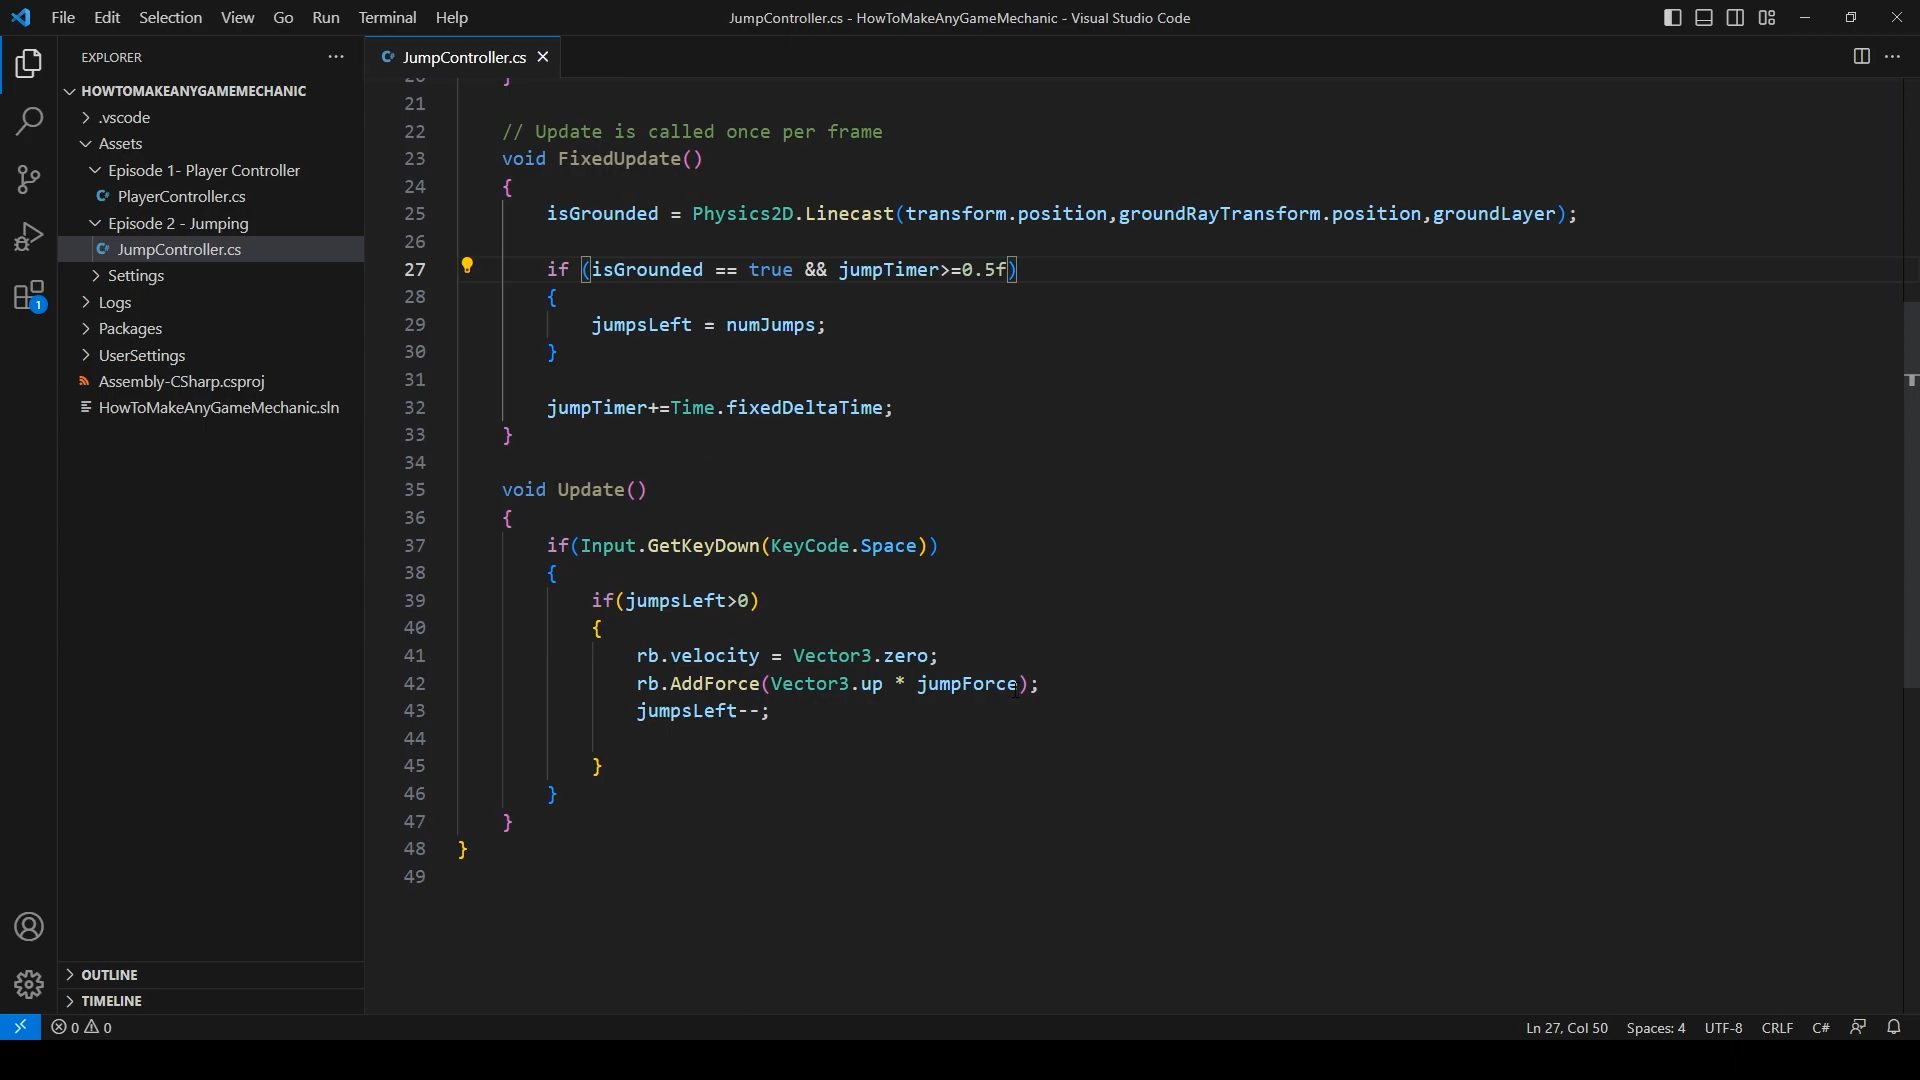 File Edit Selection View Go Run Terminal Help
JumpController.cs - HowToMakeAnyGameMechanic - Visual Studio Code
EXPLORER
HOWTOMAKEANYGAMEMECHANIC
.vscode
Assets
Episode 1- Player Controller
PlayerController.cs
Episode 2 - Jumping
JumpController.cs
Settings
Logs
Packages
UserSettings
Assembly-CSharp.csproj
HowToMakeAnyGameMechanic.sln
OUTLINE
TIMELINE
1
JumpController.cs
20 }
21
22 // Update is called once per frame
23 void FixedUpdate()
24 {
25 isGrounded = Physics2D.Linecast(transform.position,groundRayTransform.position,groundLayer);
26
27 if (isGrounded == true && jumpTimer>=0.5f)
28 {
29 jumpsLeft = numJumps;
30 }
31
32 jumpTimer+=Time.fixedDeltaTime;
33 }
34
35 void Update()
36 {
37 if(Input.GetKeyDown(KeyCode.Space))
38 {
39 if(jumpsLeft>0)
40 {
41 rb.velocity = Vector3.zero;
42 rb.AddForce(Vector3.up * jumpForce);
43 jumpsLeft--;
44
45 }
46 }
47 }
48 }
49
0 0
Ln 27, Col 50 Spaces: 4 UTF-8 CRLF C#